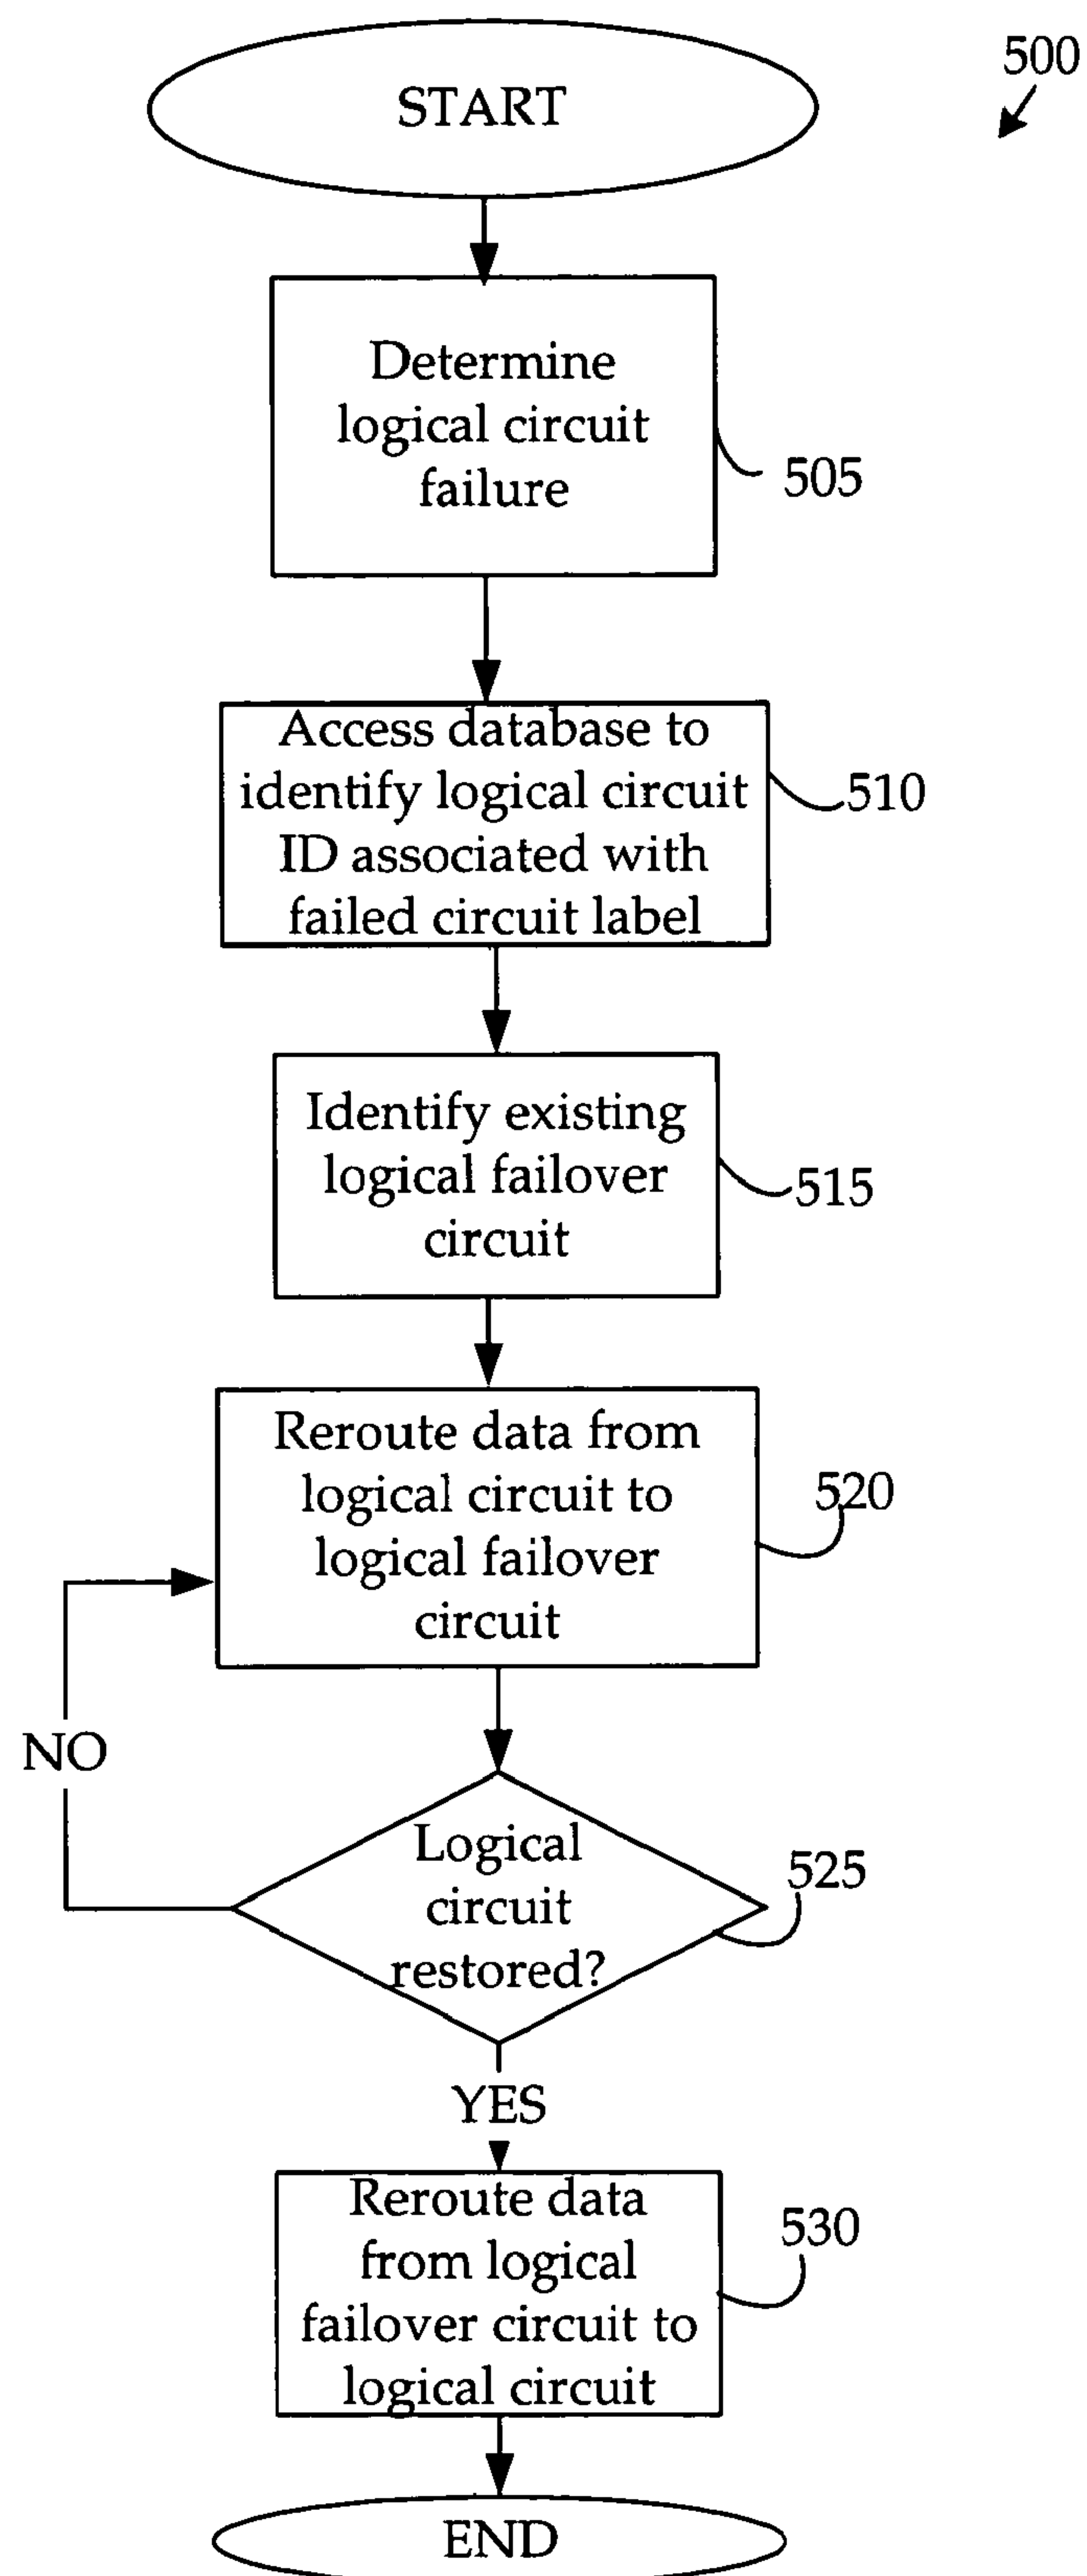 START
500
Determine
logical circuit
failure
505
Access database to
identify logical circuit
ID associated with
failed circuit label
510
Identify existing
logical failover
circuit
515
Reroute data from
logical circuit to
logical failover
circuit
520
NO
Logical
circuit
restored?
525
YES
Reroute data
from logical
failover circuit to
logical circuit
530
END